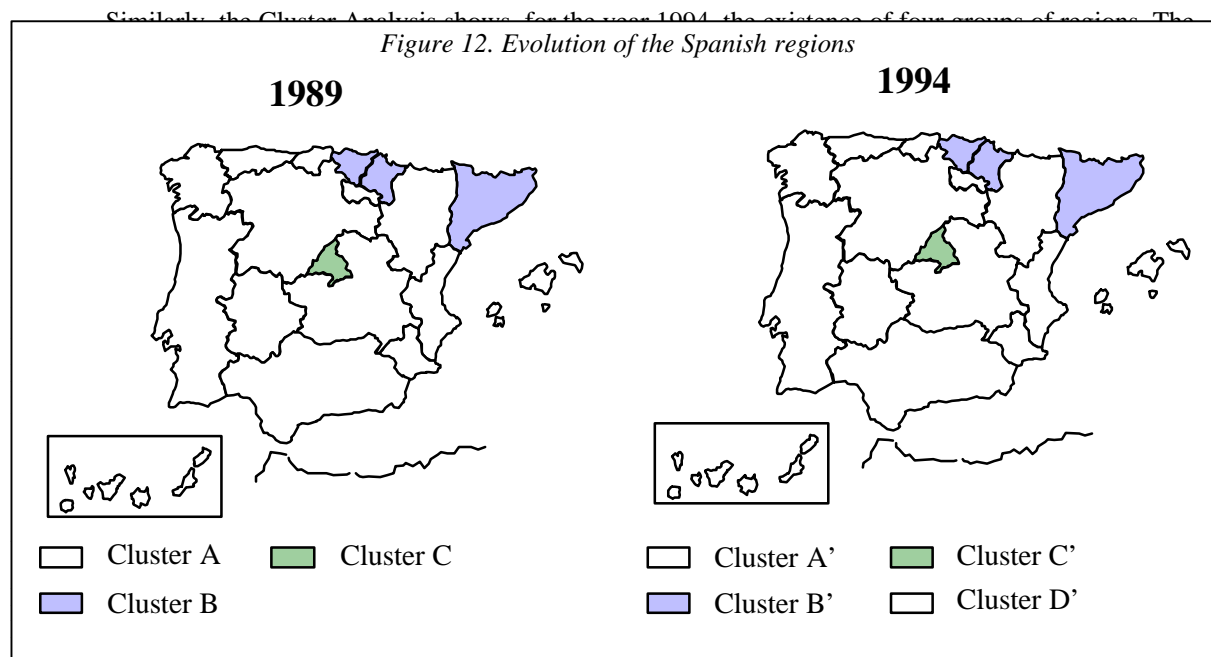 Similarly, the Cluster Analysis shows, for the year 1994, the existence of four groups of regions. The
Figure 12. Evolution of the Spanish regions
1989
1994
Cluster A
Cluster C
Cluster B
Cluster A’
Cluster C’
Cluster B’
Cluster D’